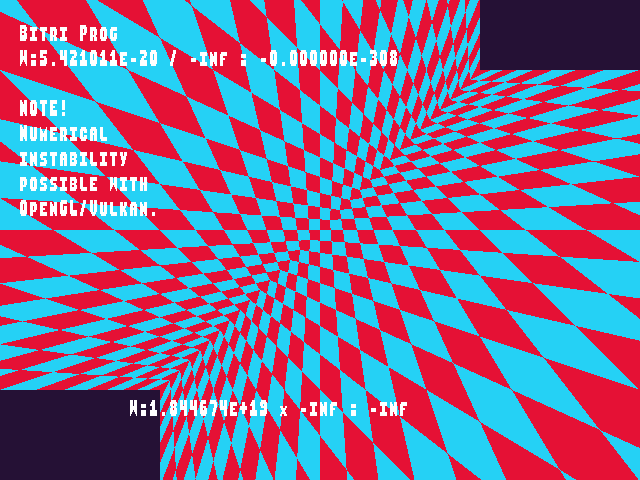 Bitri Prog
W:5.421011E-20 / -INF : -0.000000E-308
NOTE!
Numerical
instability
possible with
OpenGL/Vulkan.
W:1.844674E+19 x -INF : -INF